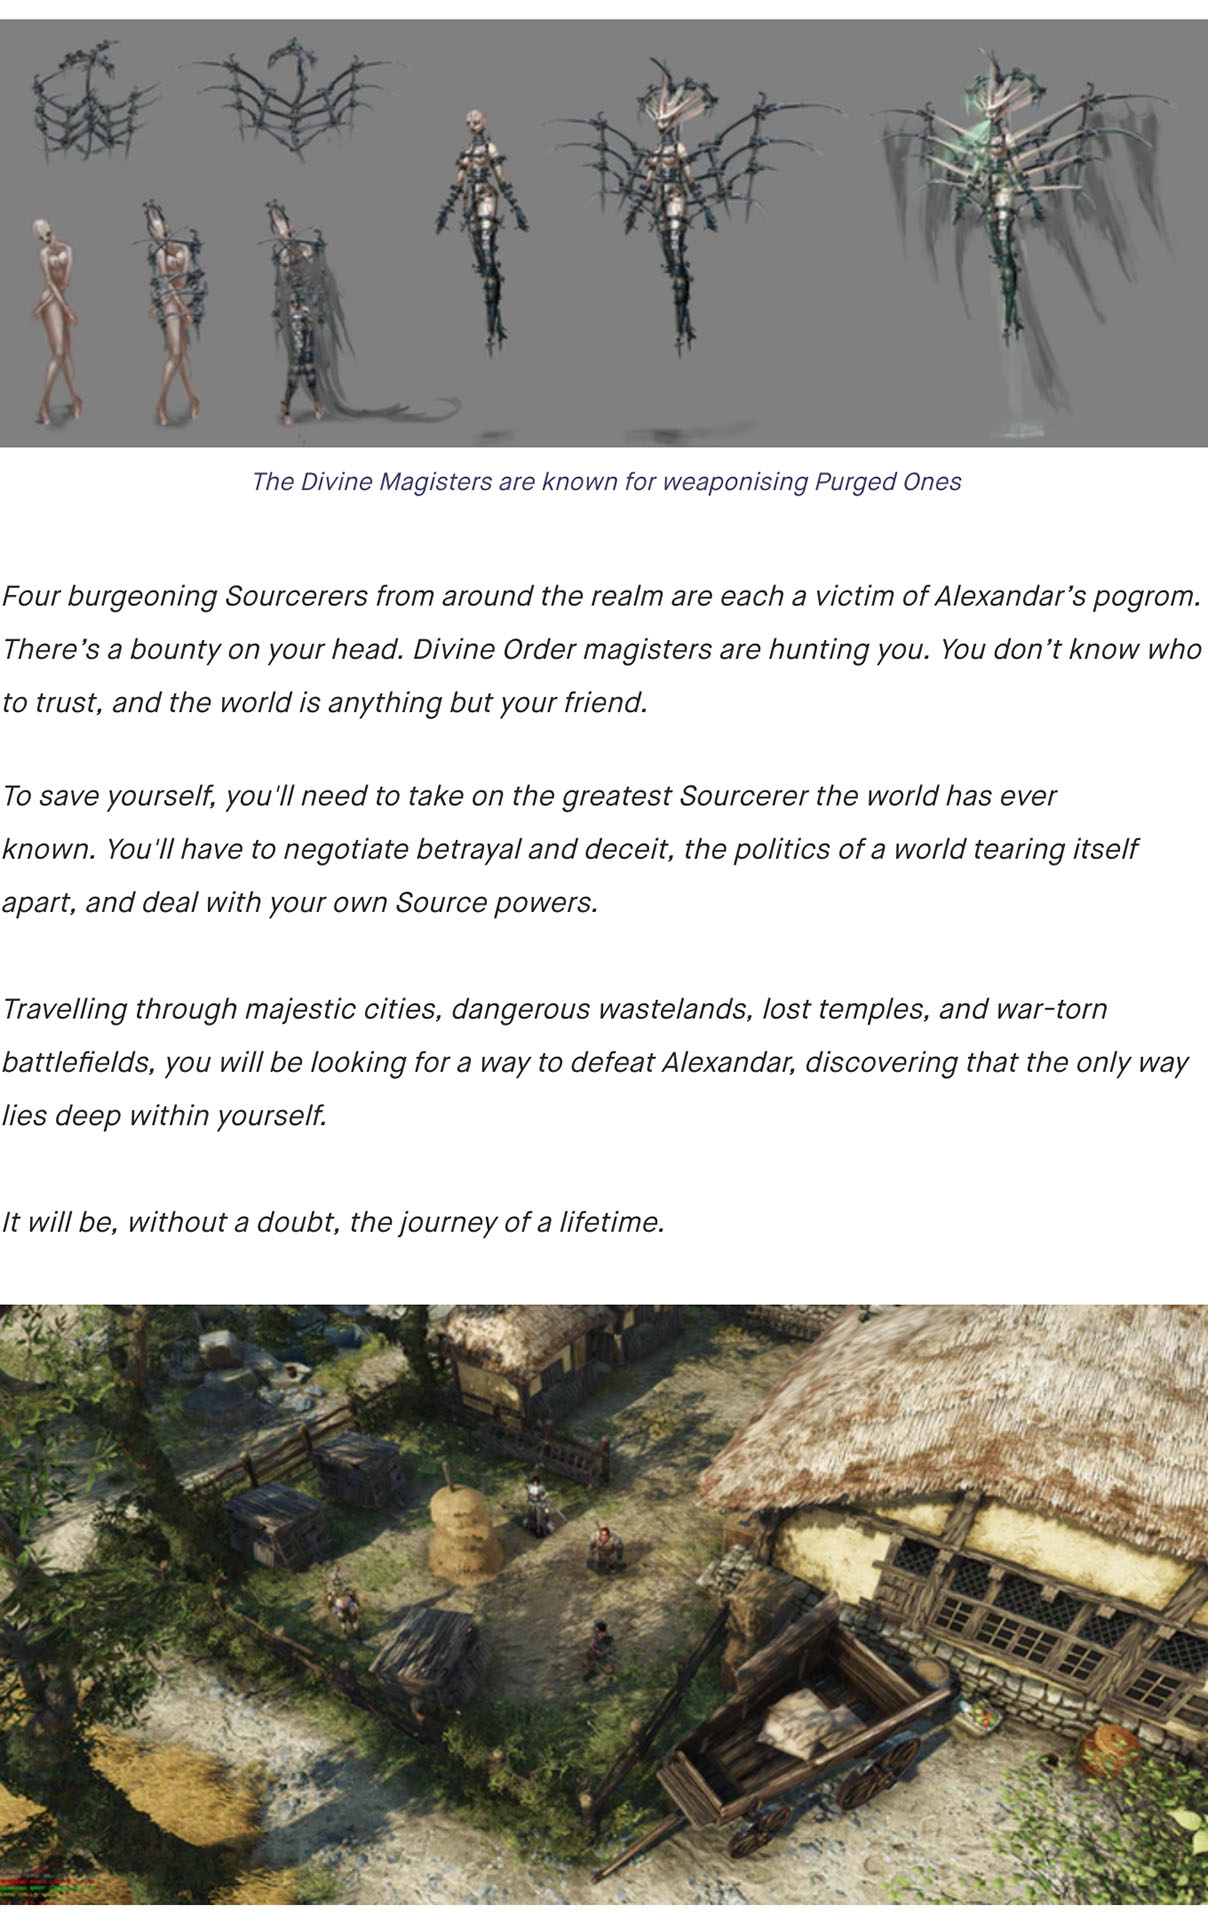 The Divine Magisters are known for weaponising Purged Ones
Four burgeoning Sourcerers from around the realm are each a victim of Alexandar’s pogrom.
There’s a bounty on your head. Divine Order magisters are hunting you. You don’t know who
to trust, and the world is anything but your friend.
To save yourself, you'll need to take on the greatest Sourcerer the world has ever
known. You'll have to negotiate betrayal and deceit, the politics of a world tearing itself
apart, and deal with your own Source powers.
Travelling through majestic cities, dangerous wastelands, lost temples, and war-torn
battlefields, you will be looking for a way to defeat Alexandar, discovering that the only way
lies deep within yourself.
It will be, without a doubt, the journey of a lifetime.